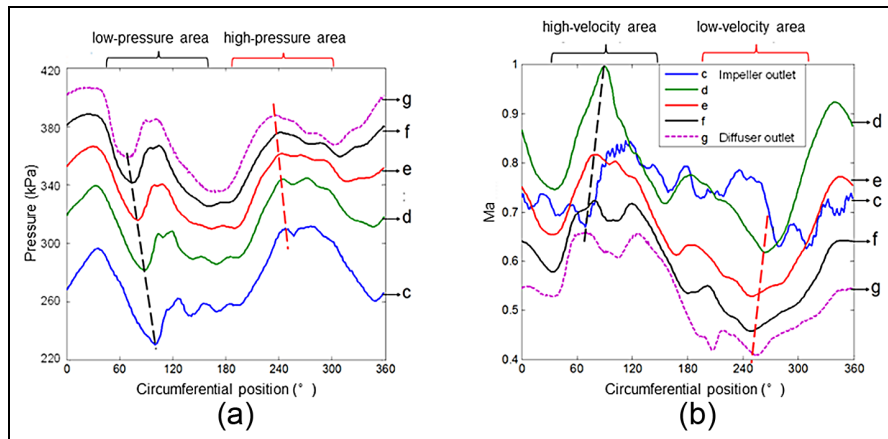 (a)
low-pressure area high-pressure area
420
380
340
300
260
220
Pressure (kPa)
0 60 120 180 240 300 360
Circumferential position (°)
g
f
e
d
c
(a)
(b)
high-velocity area low-velocity area
1
0.9
0.8
0.7
0.6
0.5
0.4
Ma
c Impeller outlet
d
e
f
g Diffuser outlet
0 60 120 180 240 300 360
Circumferential position (°)
d
e
c
f
g
(b)